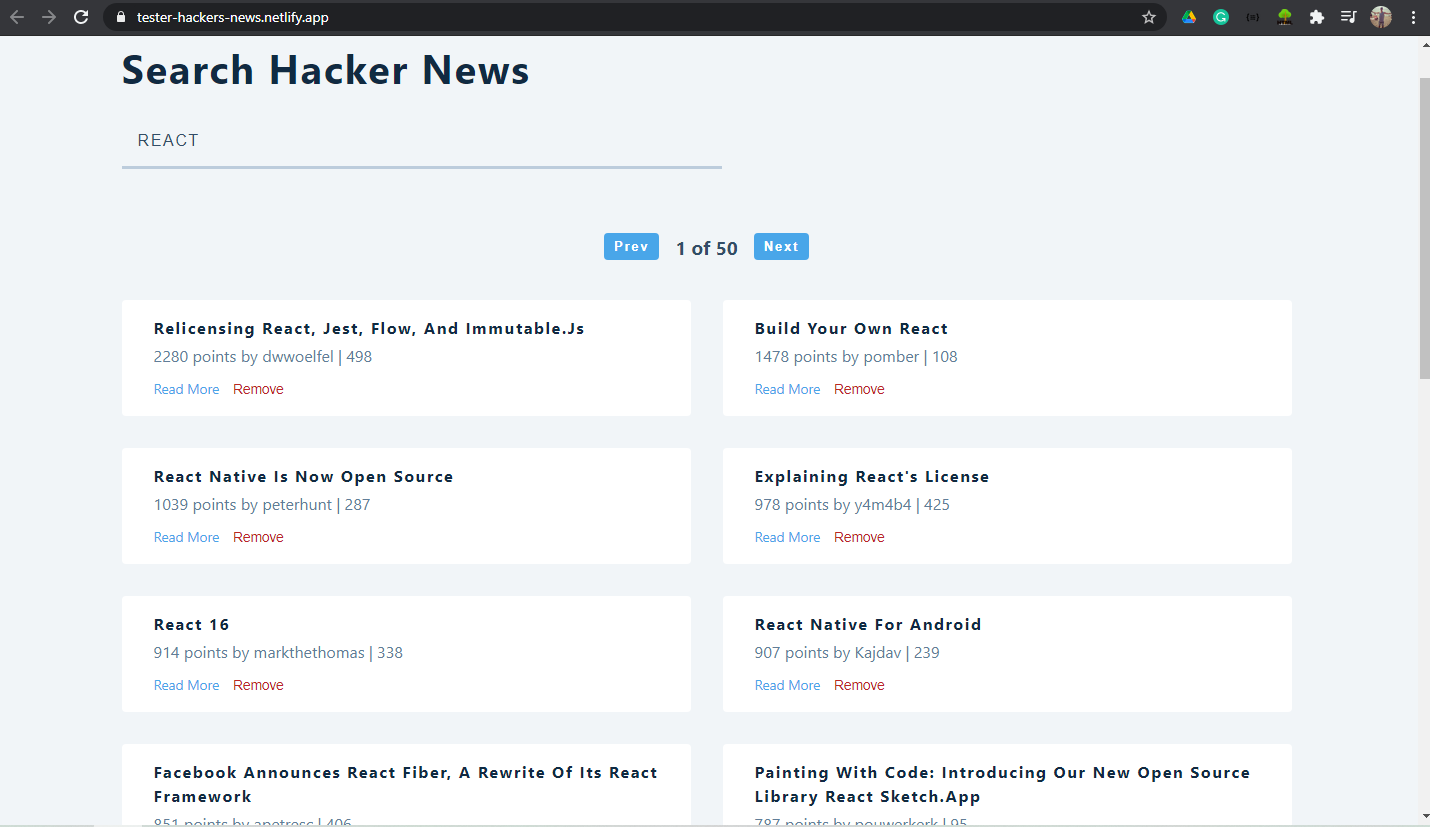 tester-hackers-news.netlify.app
Search Hacker News
REACT
Prev 1 of 50 Next
Relicensing React, Jest, Flow, And Immutable.Js
2280 points by dwwoelfel | 498
Read More Remove
Build Your Own React
1478 points by pomber | 108
Read More Remove
React Native Is Now Open Source
1039 points by peterhunt | 287
Read More Remove
Explaining React's License
978 points by y4m4b4 | 425
Read More Remove
React 16
914 points by markthethomas | 338
Read More Remove
React Native For Android
907 points by Kajdav | 239
Read More Remove
Facebook Announces React Fiber, A Rewrite Of Its React
Framework
851 points by anetresc | 406
Painting With Code: Introducing Our New Open Source
Library React Sketch.App
787 points by nouwerkerk | 95